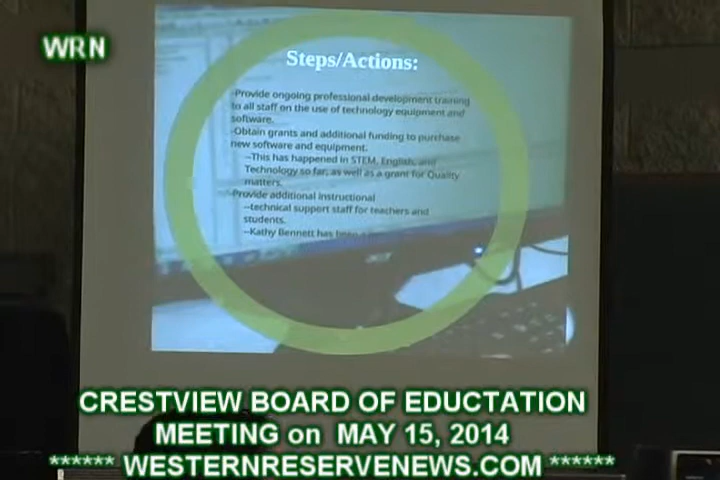 WRN
Steps/Actions:
-Provide ongoing professional development training
to all staff on the use of technology equipment and
software.
-Obtain grants and additional funding to purchase
new software and equipment.
--This has happened in STEM, English, and
Technology so far, as well as a grant for Quality
matters.
-Provide additional instructional
--technical support staff for teachers and
students.
--Kathy Bennett has been
CRESTVIEW BOARD OF EDUCTATION
MEETING on MAY 15, 2014
****** WESTERNRESERVENEWS.COM ******